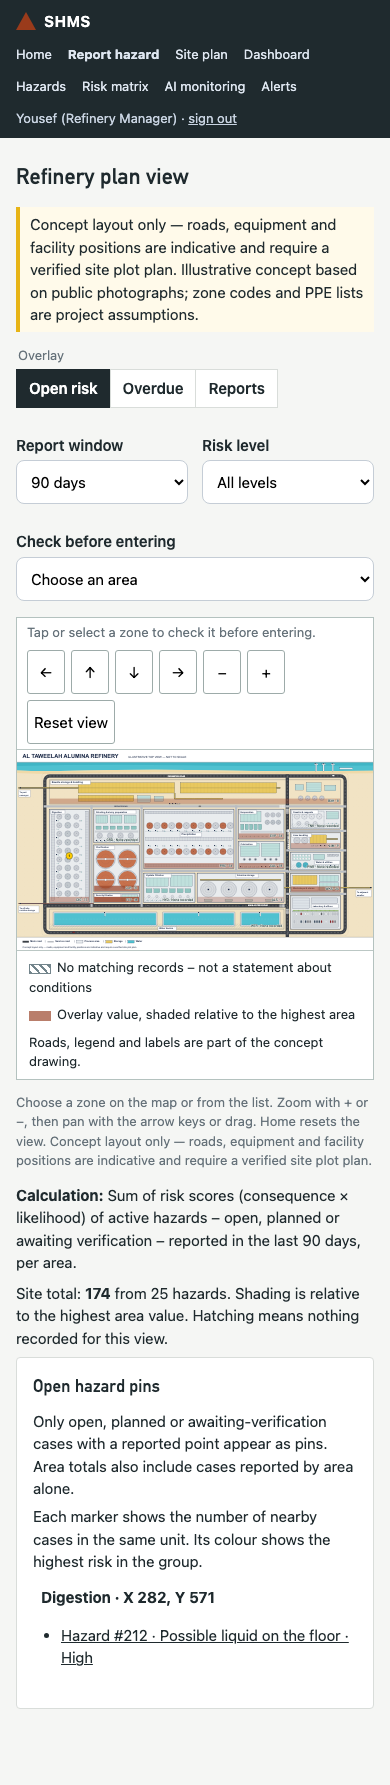 SHMS
Home Report hazard Site plan Dashboard
Hazards Risk matrix AI monitoring Alerts
Yousef (Refinery Manager) · sign out
Refinery plan view
Concept layout only — roads, equipment and
facility positions are indicative and require a
verified site plot plan. Illustrative concept based
on public photographs; zone codes and PPE lists
are project assumptions.
Overlay
Open risk Overdue Reports
Report window Risk level
90 days All levels
Check before entering
Choose an area
Tap or select a zone to check it before entering.
← ↑ ↓ → − +
Reset view
AL TAWEELAH ALUMINA REFINERY
No matching records – not a statement about
conditions
Overlay value, shaded relative to the highest area
Roads, legend and labels are part of the concept
drawing.
Choose a zone on the map or from the list. Zoom with + or
−, then pan with the arrow keys or drag. Home resets the
view. Concept layout only — roads, equipment and facility
positions are indicative and require a verified site plot plan.
Calculation: Sum of risk scores (consequence ×
likelihood) of active hazards – open, planned or
awaiting verification – reported in the last 90 days,
per area.
Site total: 174 from 25 hazards. Shading is relative
to the highest area value. Hatching means nothing
recorded for this view.
Open hazard pins
Only open, planned or awaiting-verification
cases with a reported point appear as pins.
Area totals also include cases reported by area
alone.
Each marker shows the number of nearby
cases in the same unit. Its colour shows the
highest risk in the group.
Digestion · X 282, Y 571
• Hazard #212 · Possible liquid on the floor ·
High